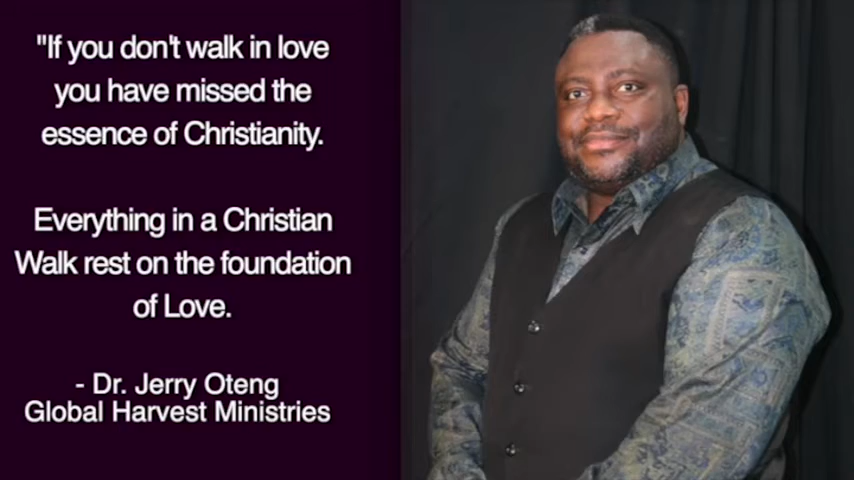 "If you don't walk in love
you have missed the
essence of Christianity.
Everything in a Christian
Walk rest on the foundation
of Love.
- Dr. Jerry Oteng
Global Harvest Ministries